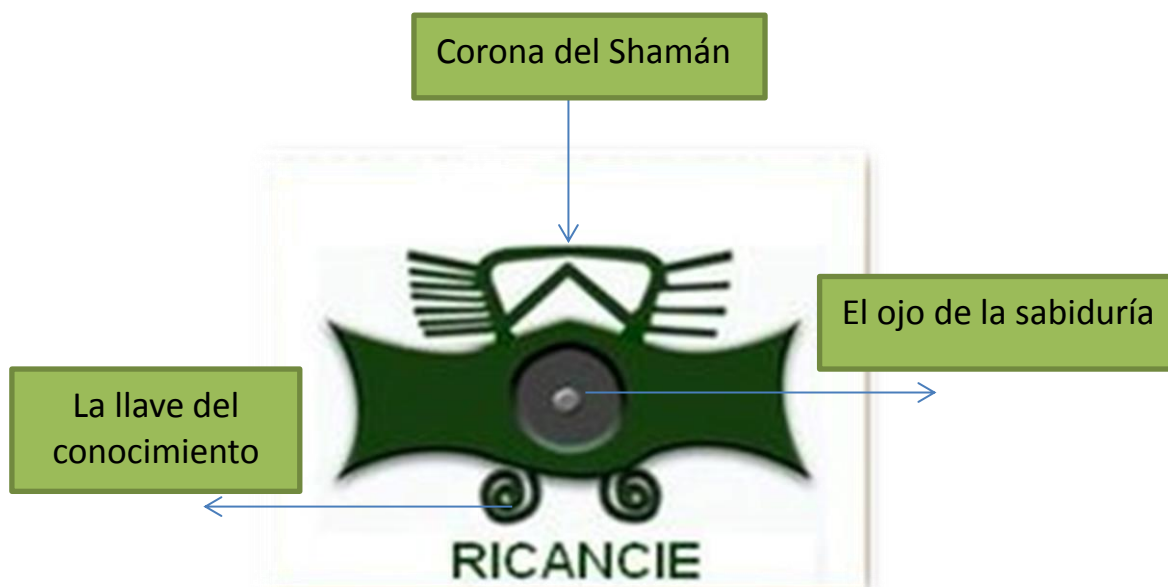 Corona del Shamán
El ojo de la sabiduría
La llave del
conocimiento
RICANCIE